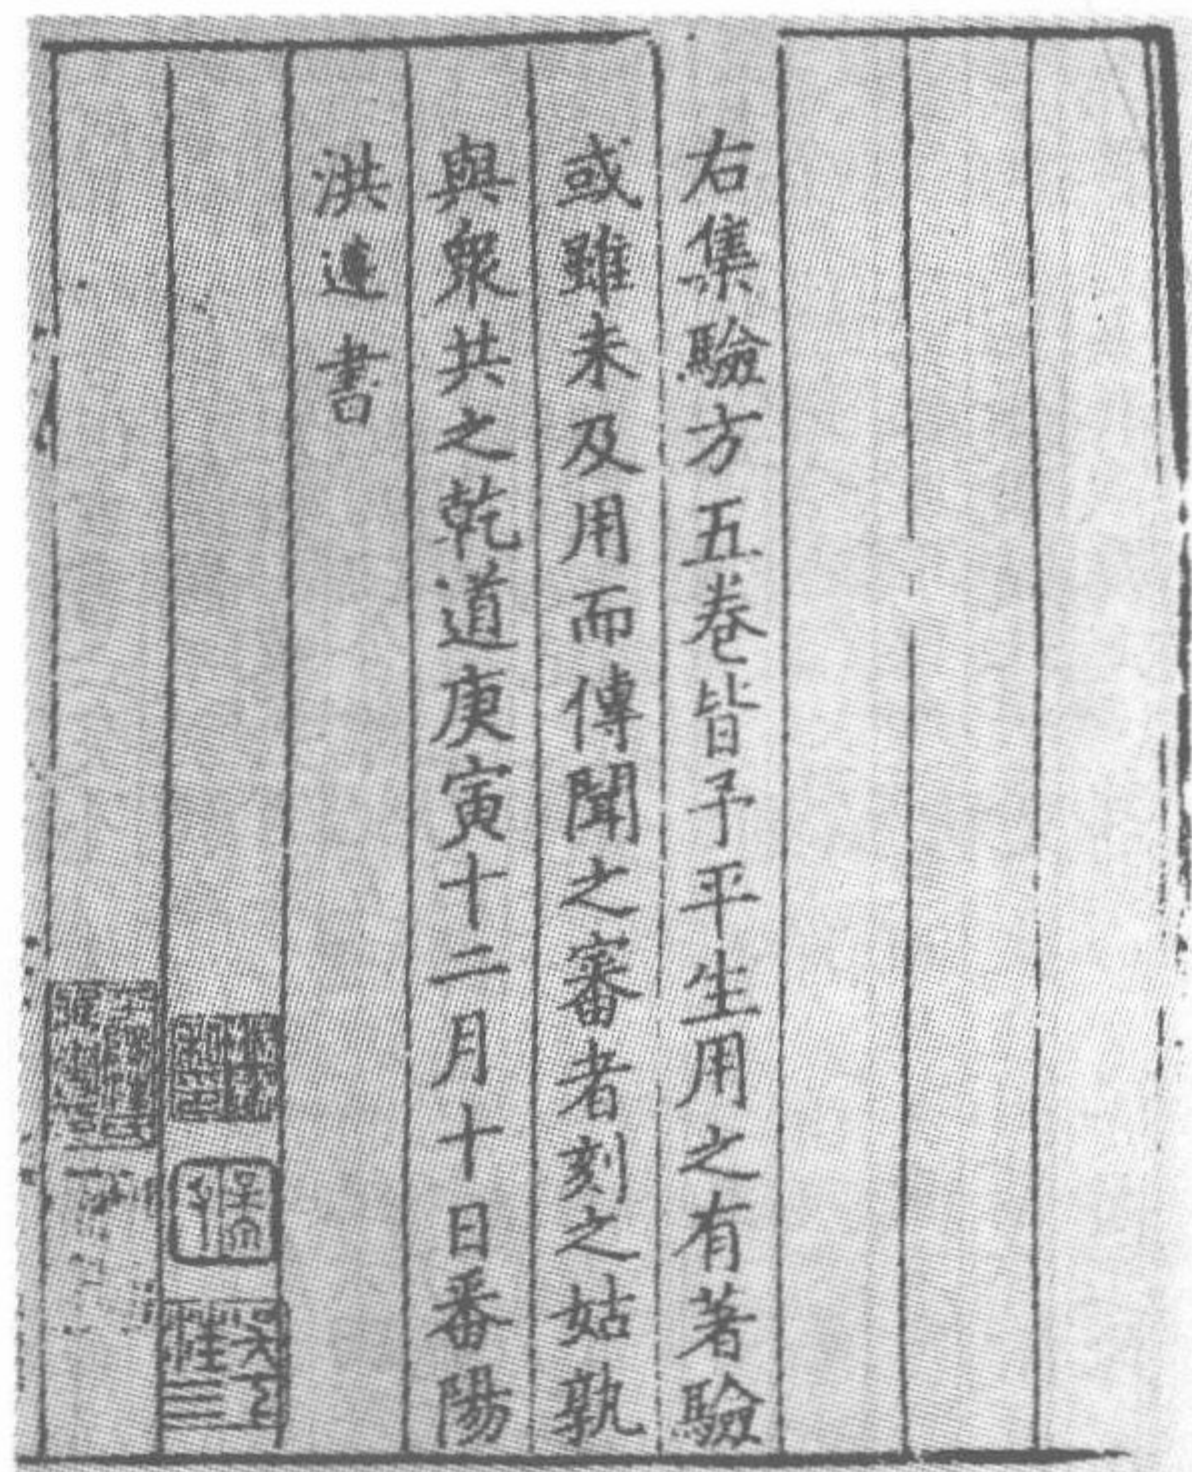 右集驗方五卷皆予平生用之有著驗
或雖未及用而傳聞之審者刻之姑孰
與衆共之乾道庚寅十二月十日番陽
洪遵書